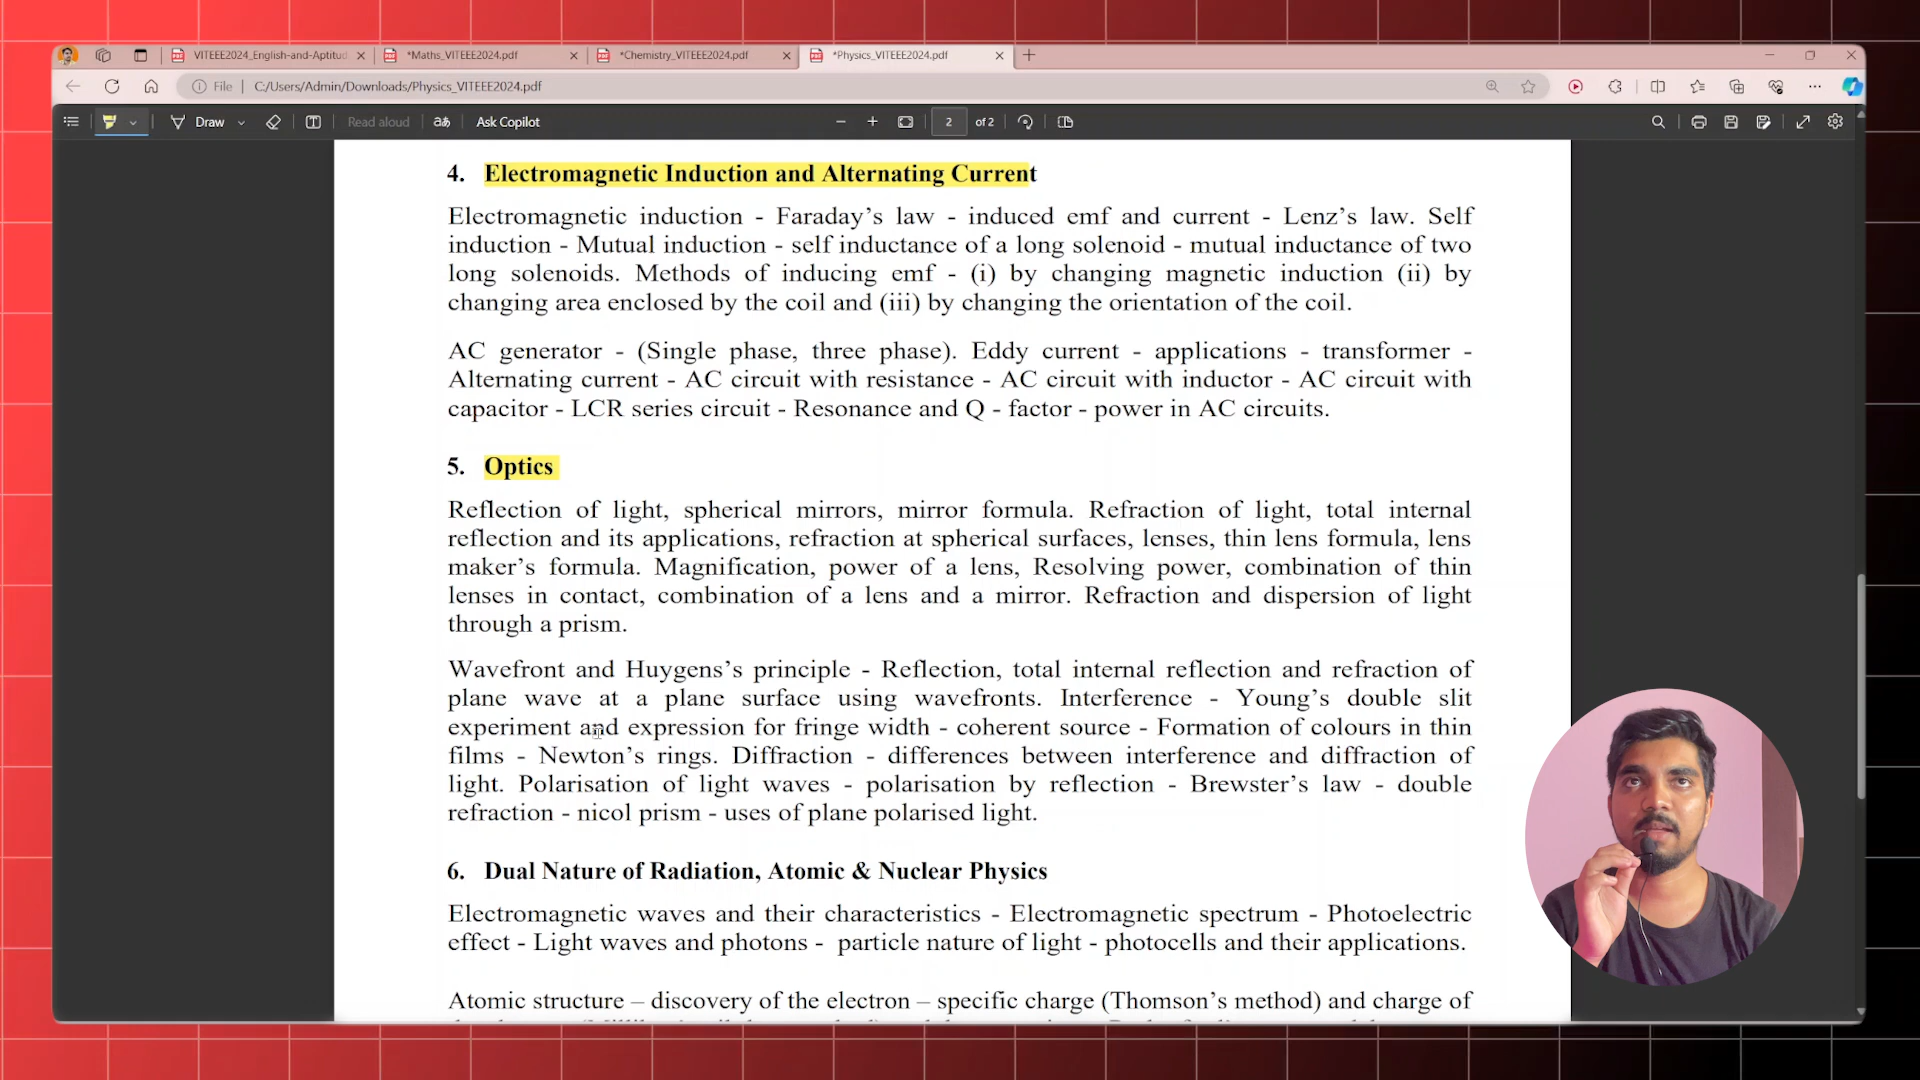 VITEEE2024_English-and-Aptitud
*Maths_VITEEE2024.pdf
*Chemistry_VITEEE2024.pdf
*Physics_VITEEE2024.pdf
File C:/Users/Admin/Downloads/Physics_VITEEE2024.pdf
Draw Read aloud aあ Ask Copilot 2 of 2
4. Electromagnetic Induction and Alternating Current
Electromagnetic induction - Faraday’s law - induced emf and current - Lenz’s law. Self
induction - Mutual induction - self inductance of a long solenoid - mutual inductance of two
long solenoids. Methods of inducing emf - (i) by changing magnetic induction (ii) by
changing area enclosed by the coil and (iii) by changing the orientation of the coil.
AC generator - (Single phase, three phase). Eddy current - applications - transformer -
Alternating current - AC circuit with resistance - AC circuit with inductor - AC circuit with
capacitor - LCR series circuit - Resonance and Q - factor - power in AC circuits.
5. Optics
Reflection of light, spherical mirrors, mirror formula. Refraction of light, total internal
reflection and its applications, refraction at spherical surfaces, lenses, thin lens formula, lens
maker’s formula. Magnification, power of a lens, Resolving power, combination of thin
lenses in contact, combination of a lens and a mirror. Refraction and dispersion of light
through a prism.
Wavefront and Huygens’s principle - Reflection, total internal reflection and refraction of
plane wave at a plane surface using wavefronts. Interference - Young’s double slit
experiment and expression for fringe width - coherent source - Formation of colours in thin
films - Newton’s rings. Diffraction - differences between interference and diffraction of
light. Polarisation of light waves - polarisation by reflection - Brewster’s law - double
refraction - nicol prism - uses of plane polarised light.
6. Dual Nature of Radiation, Atomic & Nuclear Physics
Electromagnetic waves and their characteristics - Electromagnetic spectrum - Photoelectric
effect - Light waves and photons - particle nature of light - photocells and their applications.
Atomic structure – discovery of the electron – specific charge (Thomson’s method) and charge of